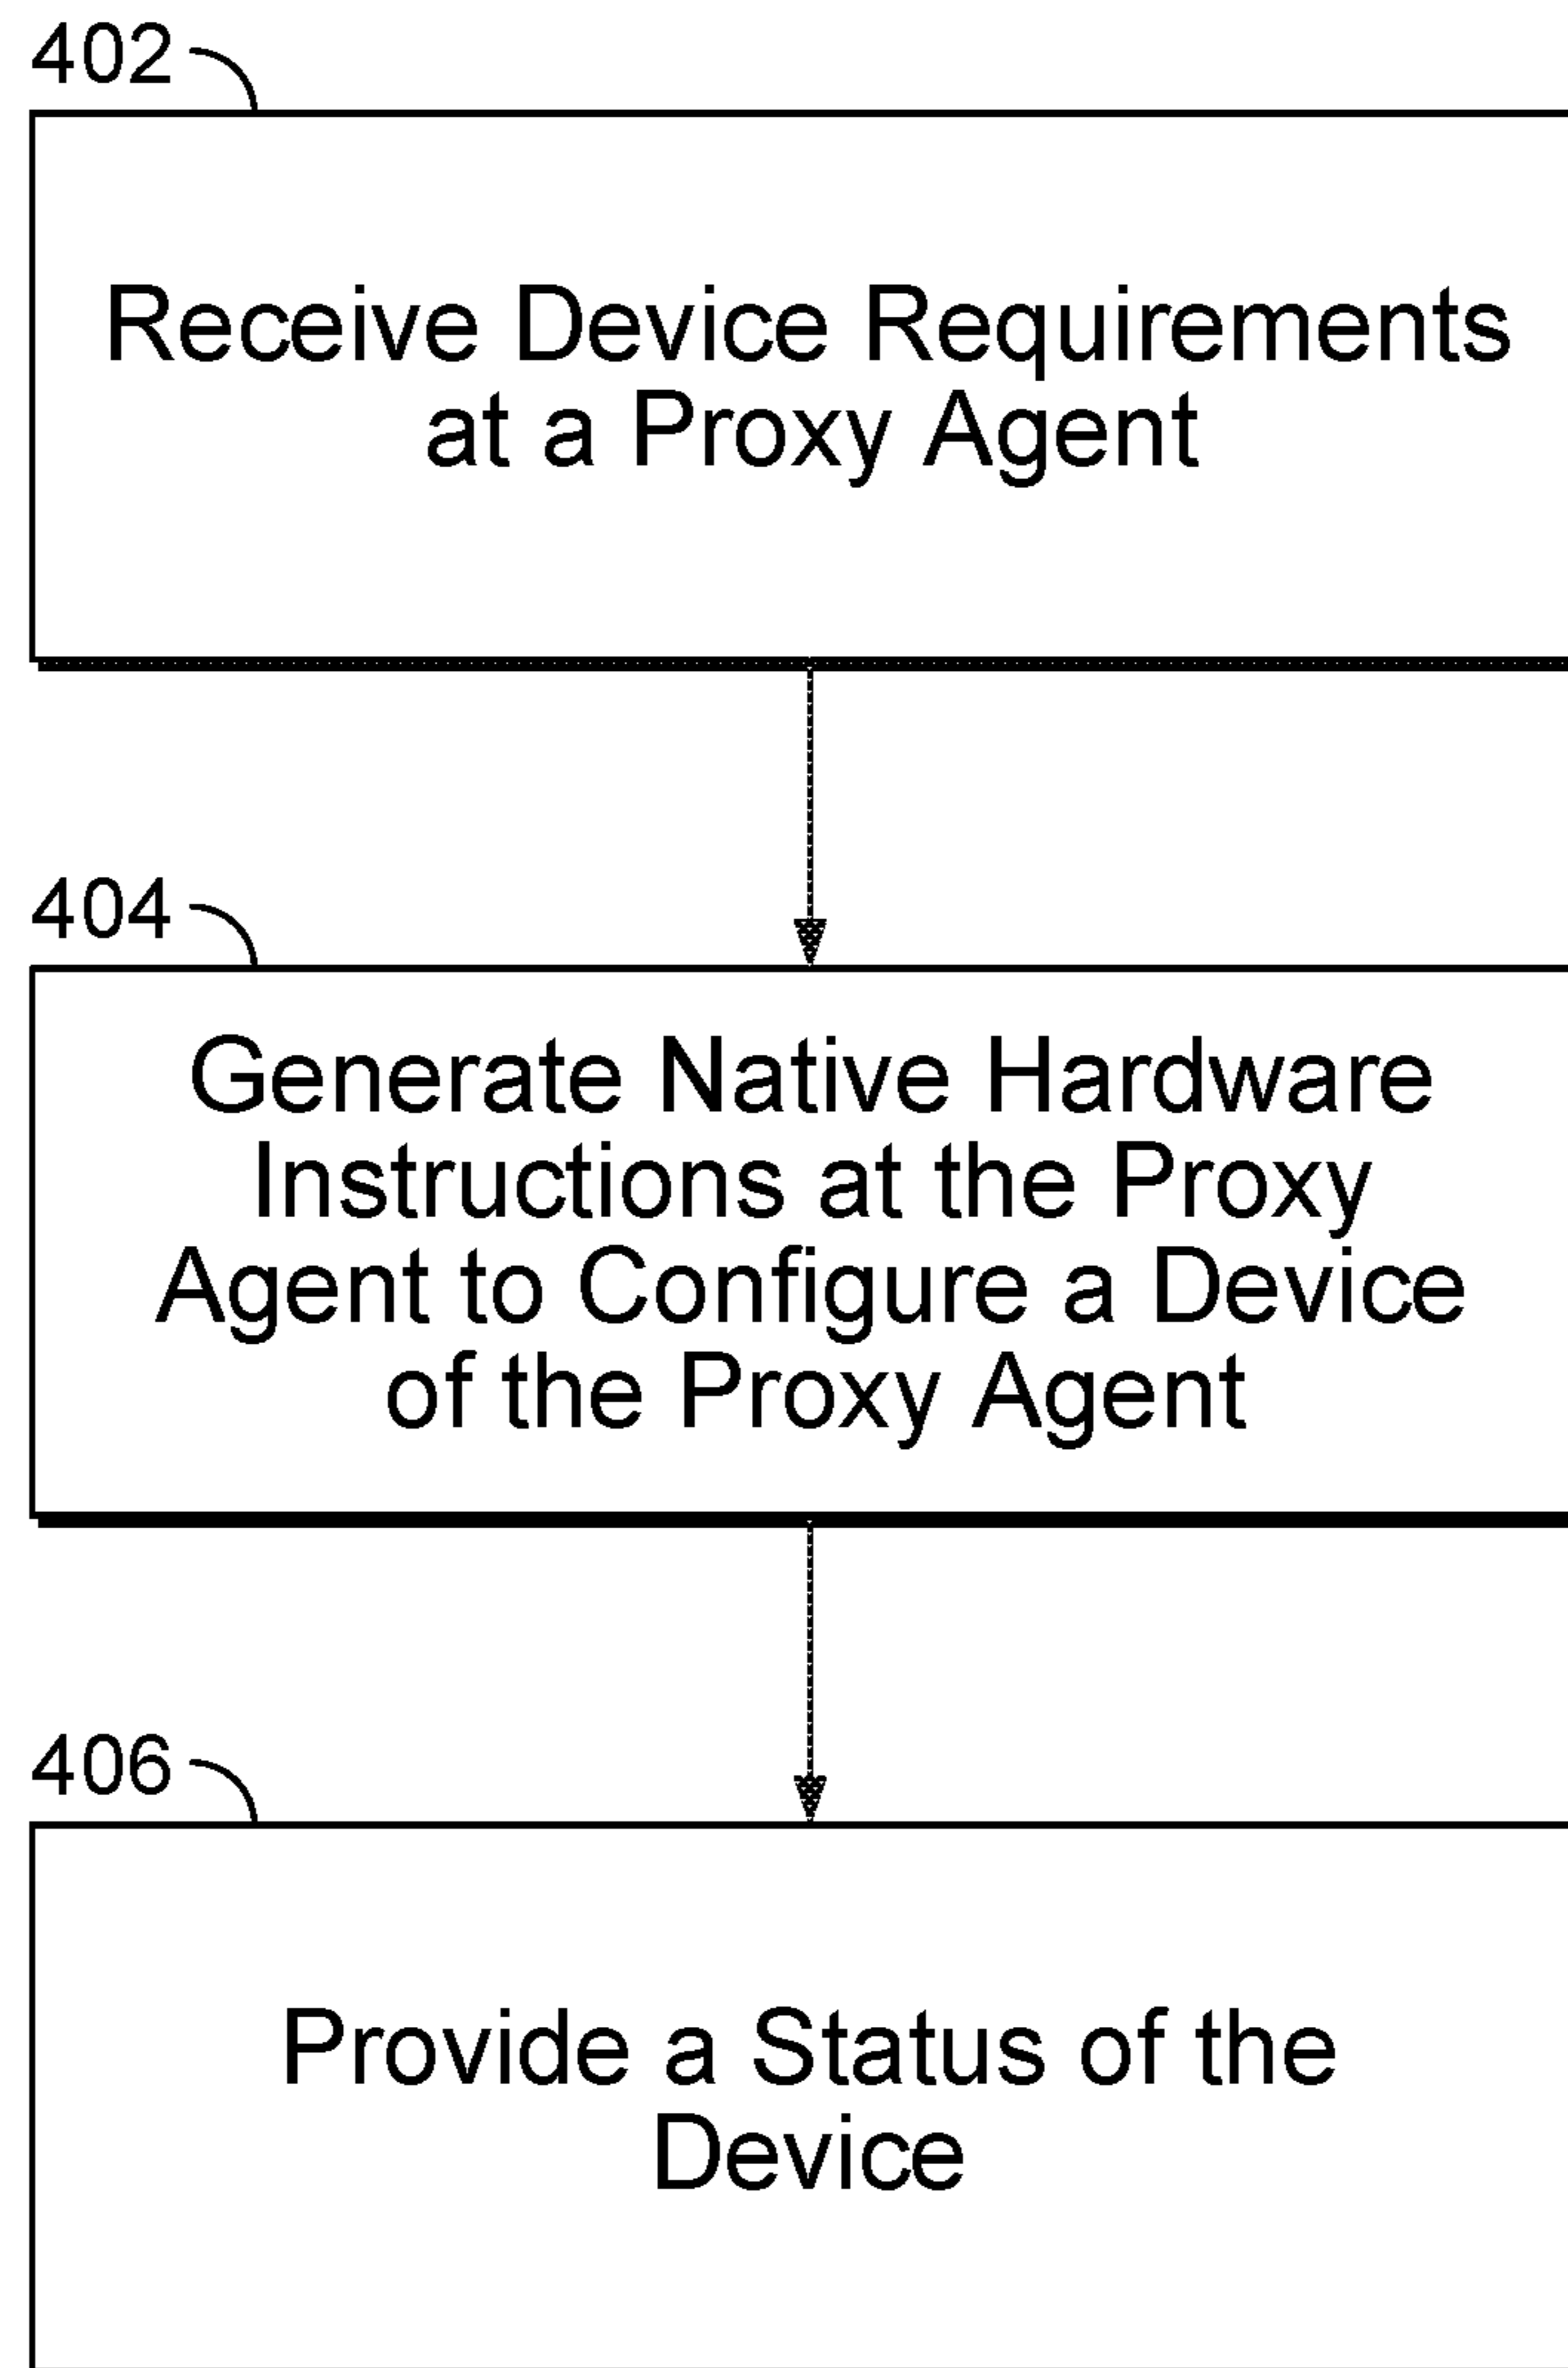 402
Receive Device Requirements
at a Proxy Agent
404
Generate Native Hardware
Instructions at the Proxy
Agent to Configure a Device
of the Proxy Agent
406
Provide a Status of the
Device